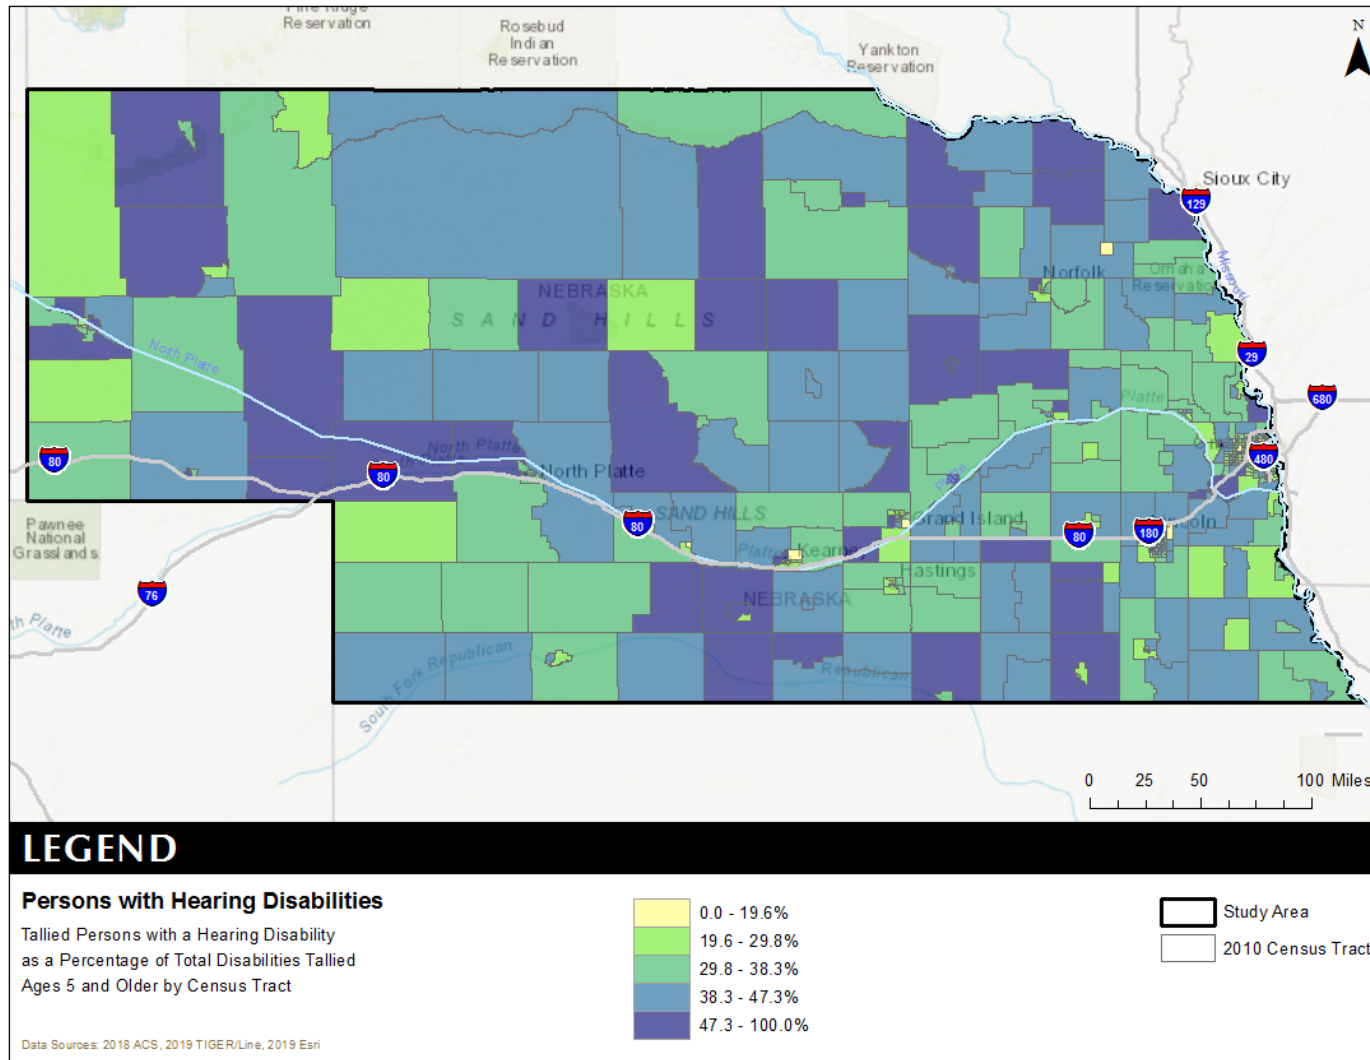 Reservation
Rosebud
Indian
Reservation
Yankton
Reservation
N
Sioux City
129
Missouri
NEBRASKA
SAND HILLS
Norfolk
Omaha
Reservation
North Platte
29
680
Platte
North Platte
80
80
North Platte
480
Platte
80
SAND HILLS
Grand Island
80
180
Lincoln
Pawnee
National
Grasslands
Platte
Kearney
Hastings
76
NEBRASKA
Platte
South Fork Republican
Republican
0 25 50 100 Miles
LEGEND
Persons with Hearing Disabilities
Tallied Persons with a Hearing Disability
as a Percentage of Total Disabilities Tallied
Ages 5 and Older by Census Tract
Data Sources: 2018 ACS, 2019 TIGER/Line, 2019 Esri
0.0 - 19.6%
19.6 - 29.8%
29.8 - 38.3%
38.3 - 47.3%
47.3 - 100.0%
Study Area
2010 Census Tract